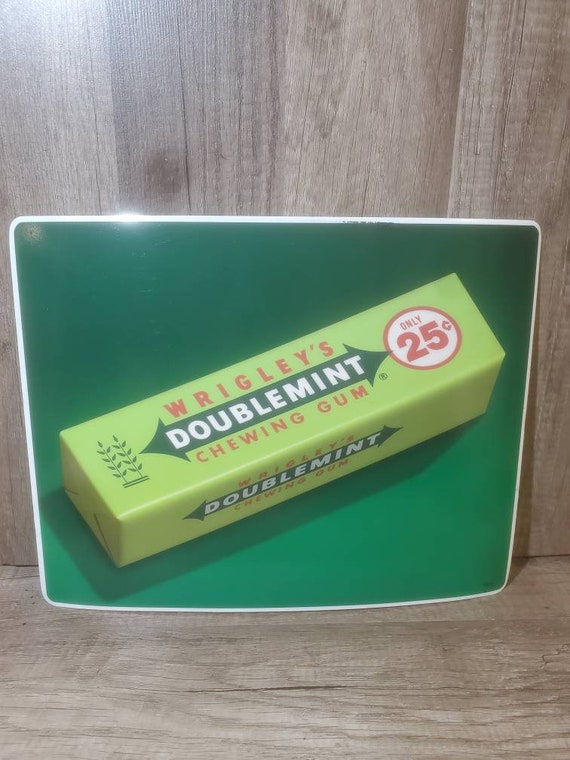 WRIGLEY'S
DOUBLEMINT
CHEWING GUM ®
ONLY
25¢
WRIGLEY'S
DOUBLEMINT
CHEWING GUM